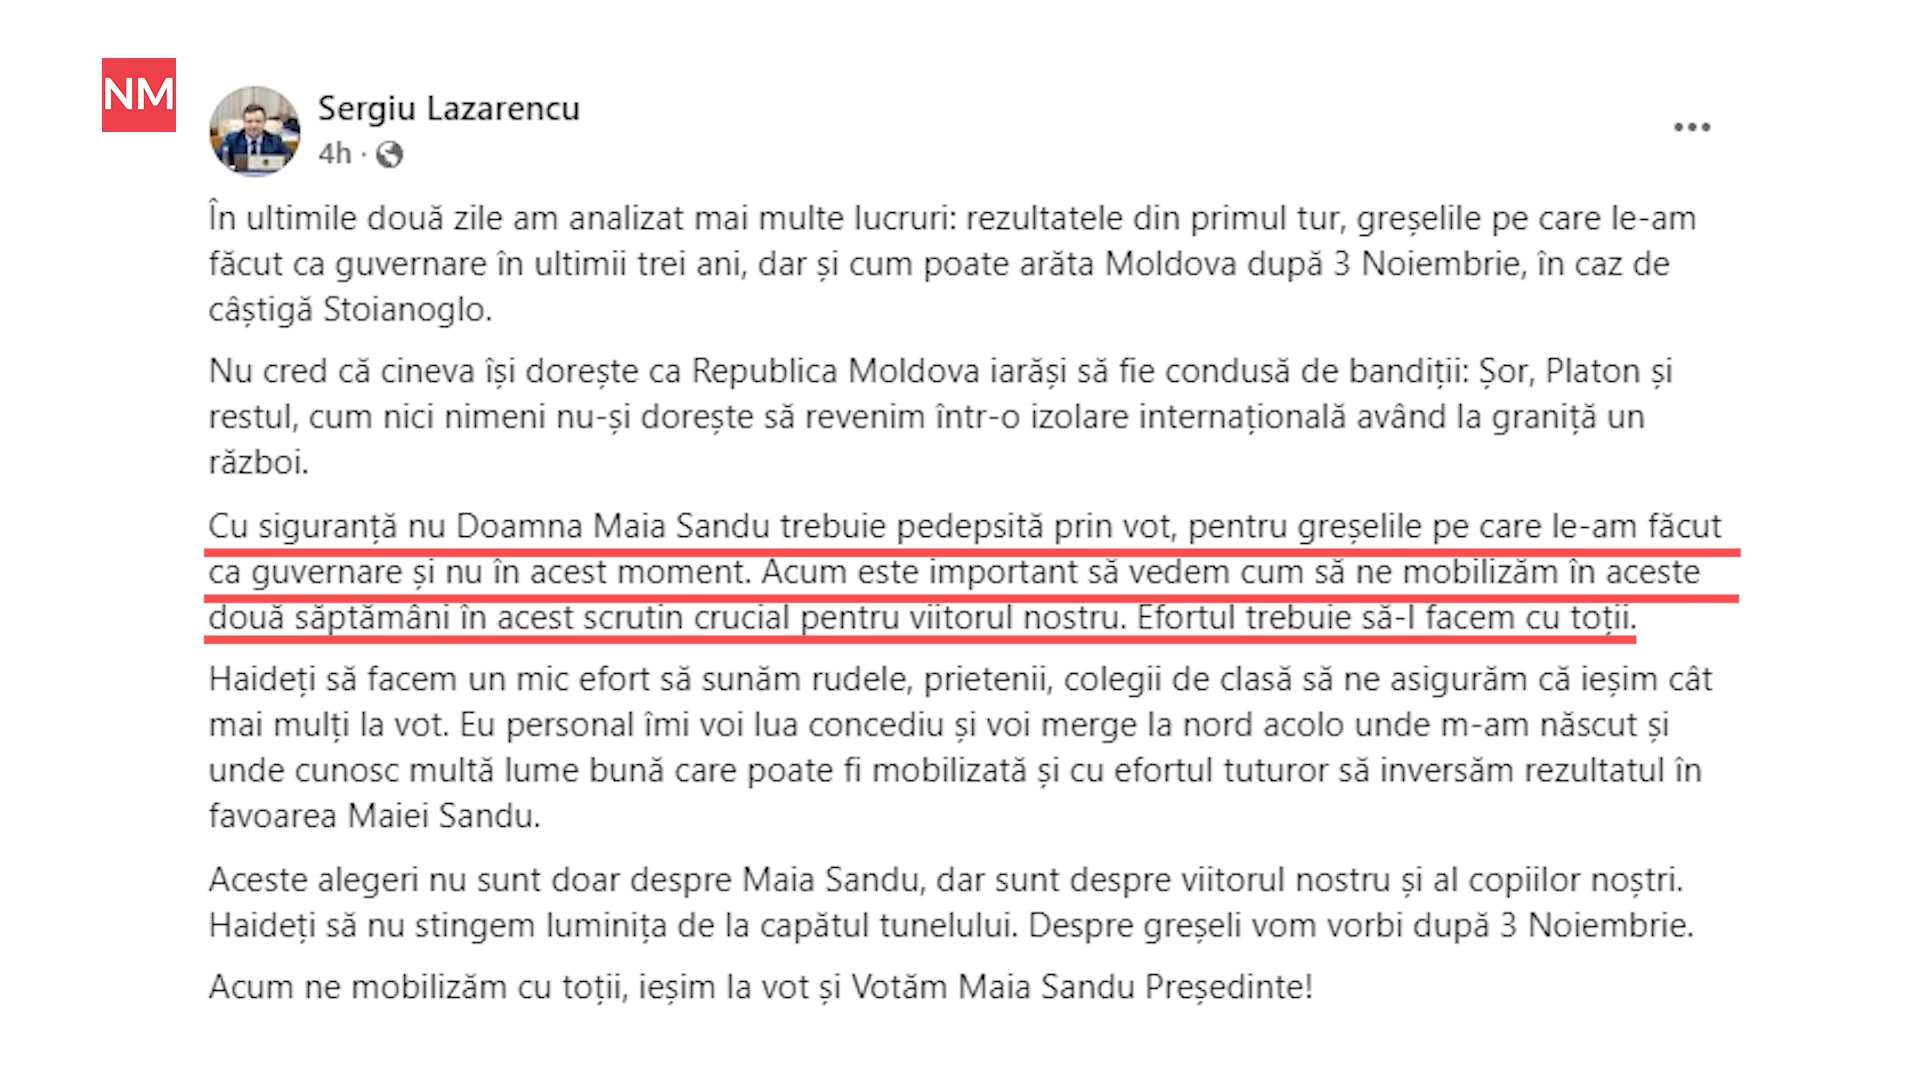 NM
Sergiu Lazarencu
4h ·
În ultimile două zile am analizat mai multe lucruri: rezultatele din primul tur, greșelile pe care le-am
făcut ca guvernare în ultimii trei ani, dar și cum poate arăta Moldova după 3 Noiembrie, în caz de
câștigă Stoianoglo.
Nu cred că cineva își dorește ca Republica Moldova iarăși să fie condusă de bandiții: Șor, Platon și
restul, cum nici nimeni nu-și dorește să revenim într-o izolare internațională având la graniță un
război.
Cu siguranță nu Doamna Maia Sandu trebuie pedepsită prin vot, pentru greșelile pe care le-am făcut
ca guvernare și nu în acest moment. Acum este important să vedem cum să ne mobilizăm în aceste
două săptămâni în acest scrutin crucial pentru viitorul nostru. Efortul trebuie să-l facem cu toții.
Haideți să facem un mic efort să sunăm rudele, prietenii, colegii de clasă să ne asigurăm că ieșim cât
mai mulți la vot. Eu personal îmi voi lua concediu și voi merge la nord acolo unde m-am născut și
unde cunosc multă lume bună care poate fi mobilizată și cu efortul tuturor să inversăm rezultatul în
favoarea Maiei Sandu.
Aceste alegeri nu sunt doar despre Maia Sandu, dar sunt despre viitorul nostru și al copiilor noștri.
Haideți să nu stingem luminița de la capătul tunelului. Despre greșeli vom vorbi după 3 Noiembrie.
Acum ne mobilizăm cu toții, ieșim la vot și Votăm Maia Sandu Președinte!